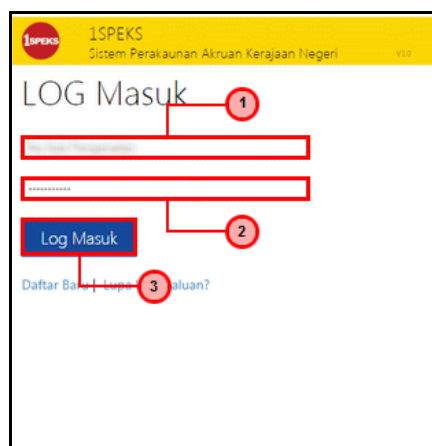 1SPEKS
1SPEKS
Sistem Perakaunan Akruan Kerajaan Negeri
V1.0
LOG Masuk
1
2
Log Masuk
3
Daftar Baru | Lupa aluan?